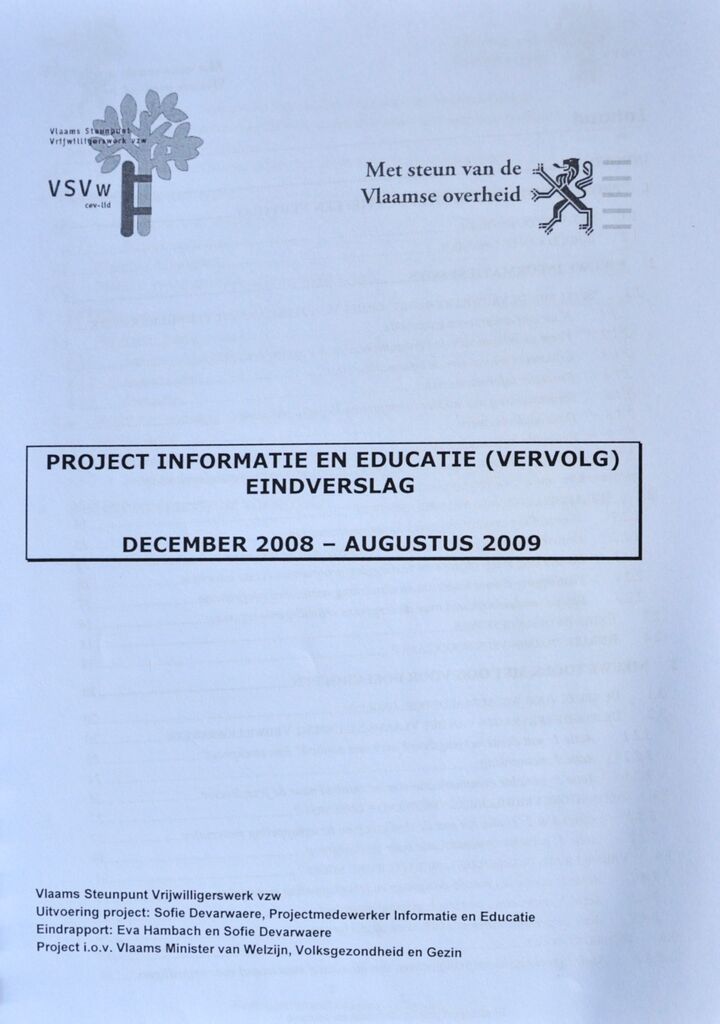 Vlaams Steunpunt
Vrijwilligerswerk vzw
VSVw
cev-lid
Met steun van de
Vlaamse overheid
PROJECT INFORMATIE EN EDUCATIE (VERVOLG)
EINDVERSLAG
DECEMBER 2008 – AUGUSTUS 2009
Vlaams Steunpunt Vrijwilligerswerk vzw
Uitvoering project: Sofie Devarwaere, Projectmedewerker Informatie en Educatie
Eindrapport: Eva Hambach en Sofie Devarwaere
Project i.o.v. Vlaams Minister van Welzijn, Volksgezondheid en Gezin